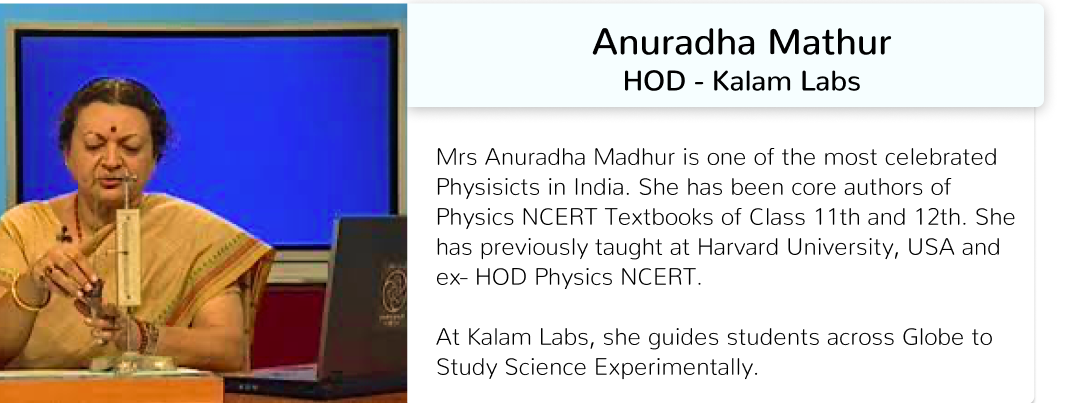 Anuradha Mathur
HOD - Kalam Labs
Mrs Anuradha Madhur is one of the most celebrated
Physisicts in India. She has been core authors of
Physics NCERT Textbooks of Class 11th and 12th. She
has previously taught at Harvard University, USA and
ex- HOD Physics NCERT.
At Kalam Labs, she guides students across Globe to
Study Science Experimentally.